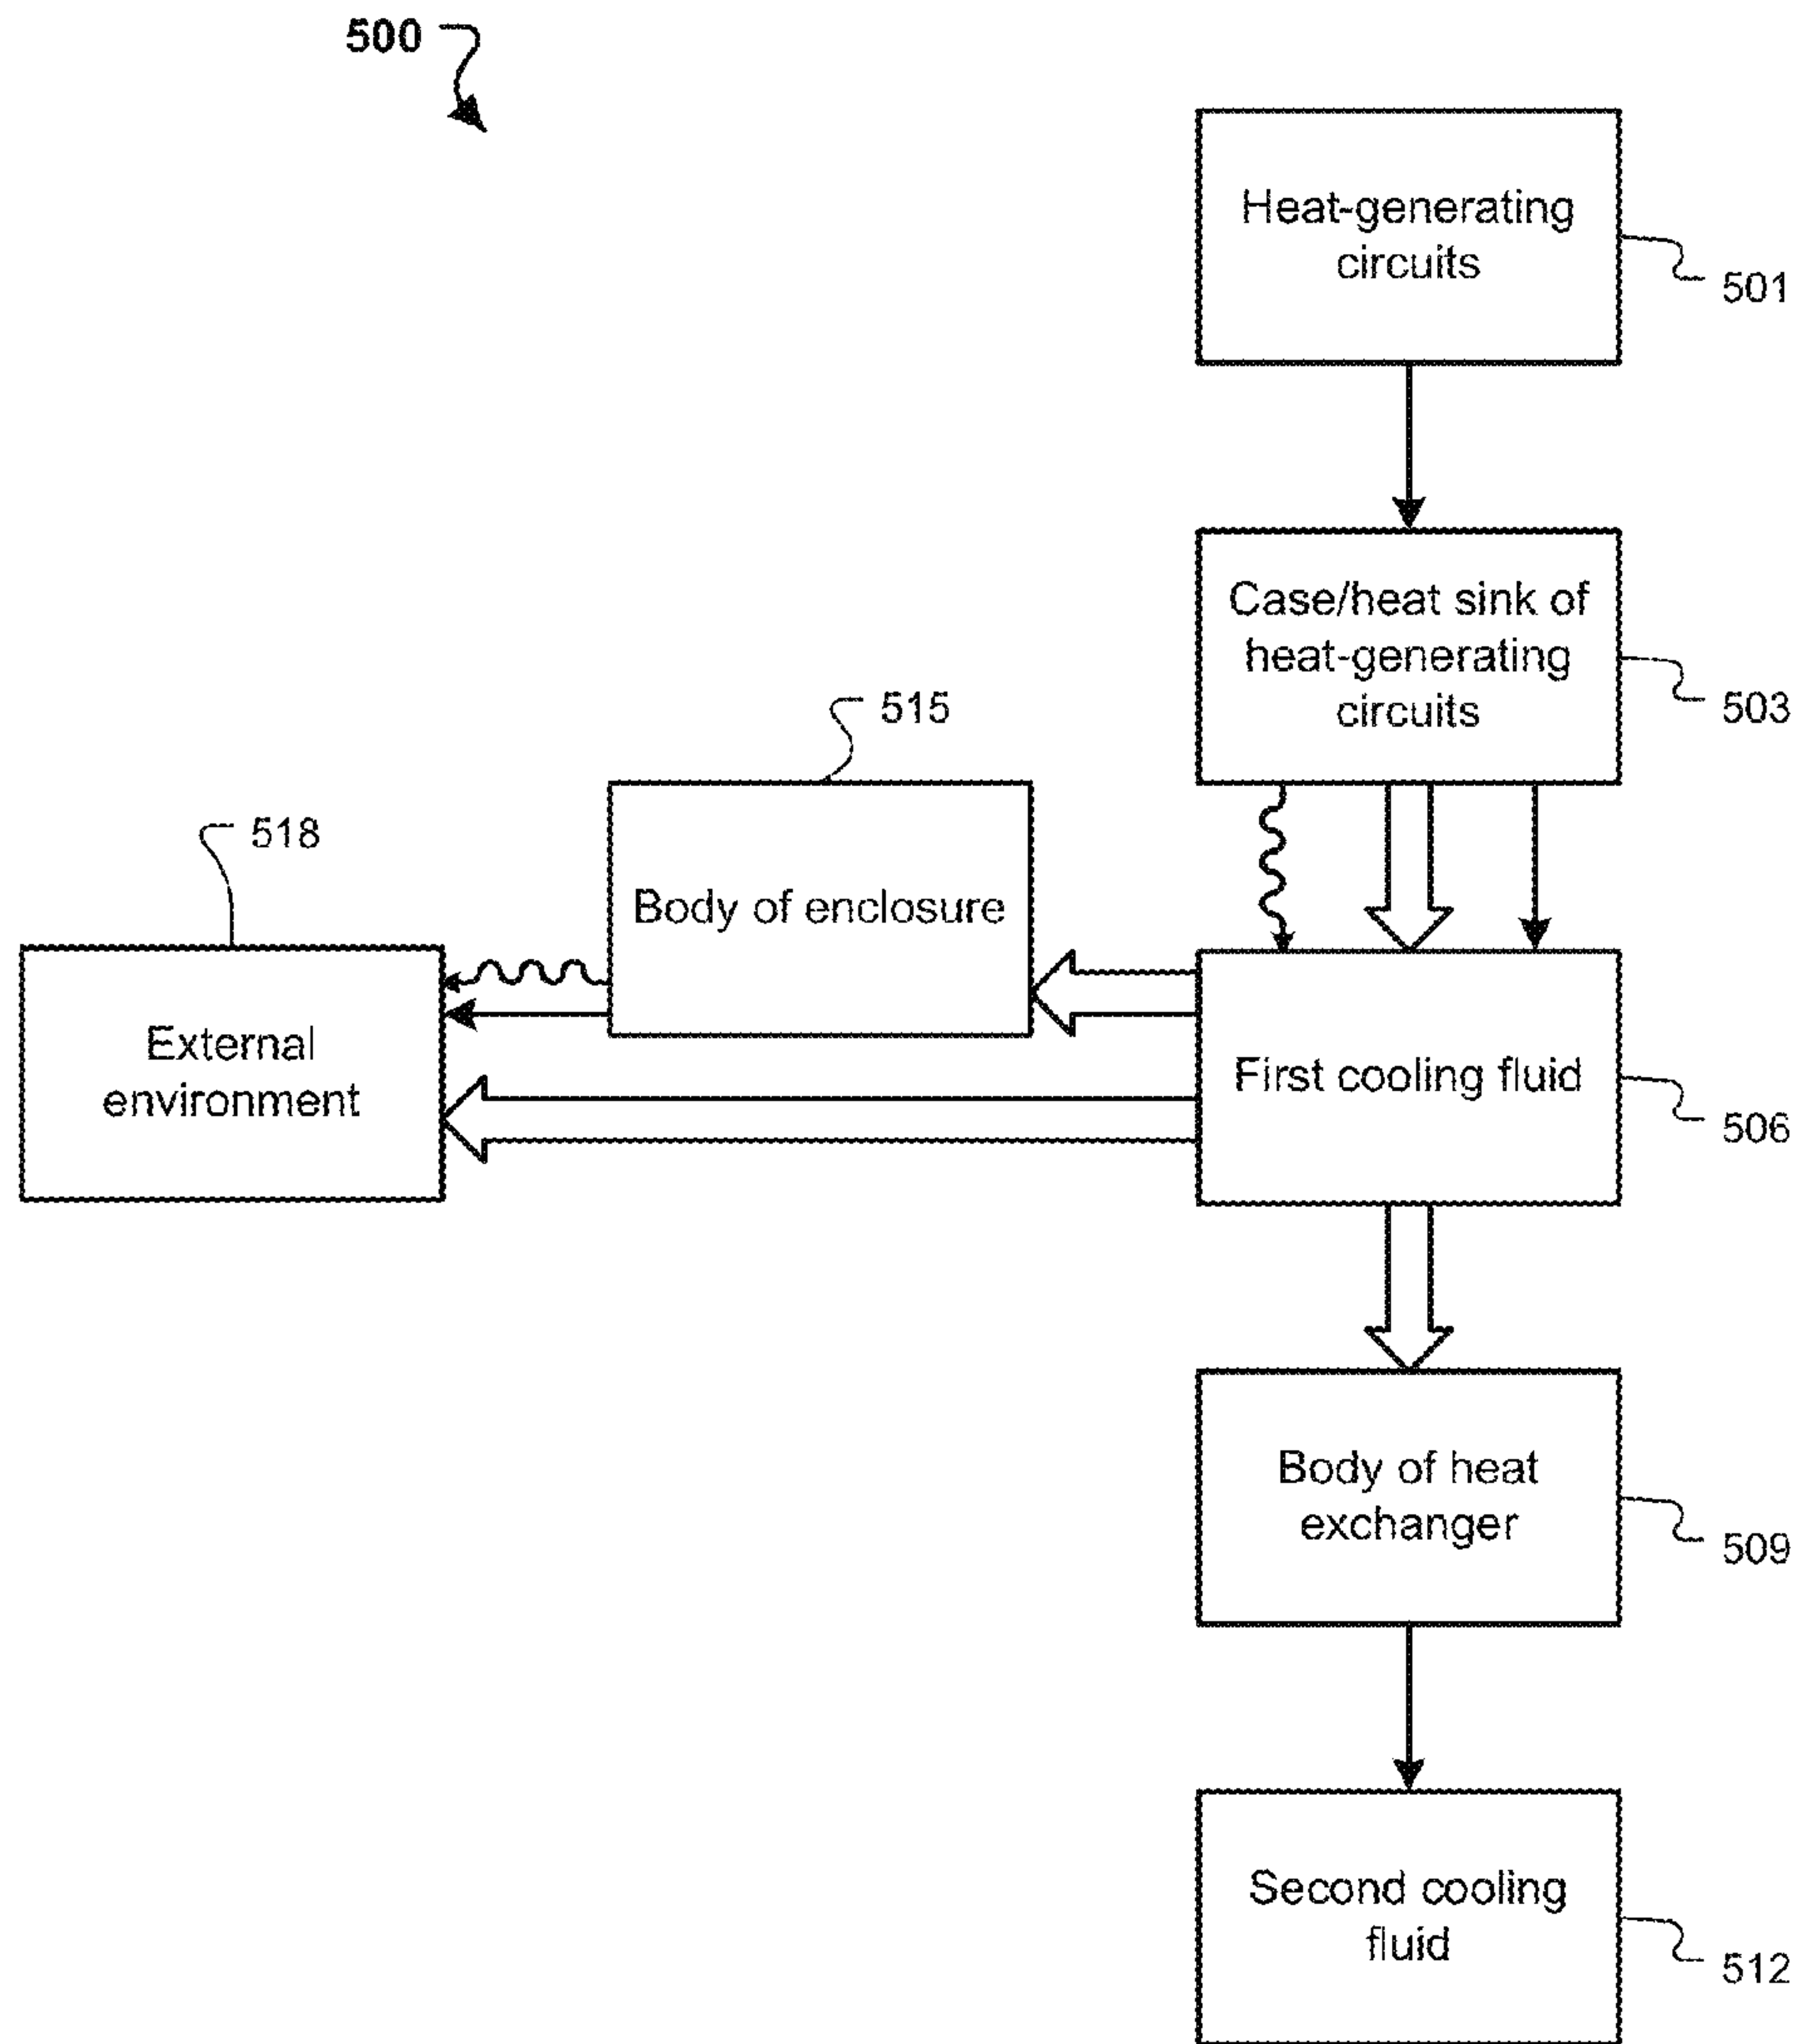 500
Heat-generating
circuits
501
Case/heat sink of
heat-generating
circuits
503
515
Body of enclosure
518
External
environment
First cooling fluid
506
Body of heat
exchanger
509
Second cooling
fluid
512